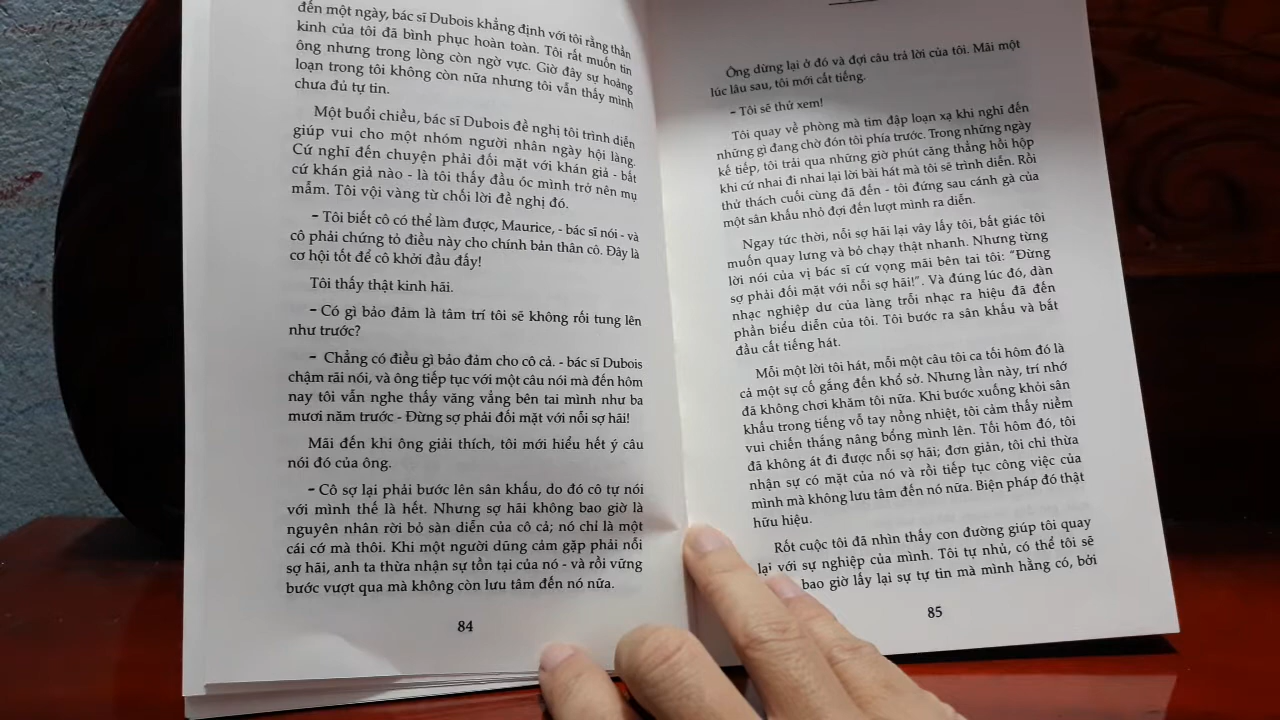 đến một ngày, bác sĩ Dubois khẳng định với tôi rằng thần
kinh của tôi đã bình phục hoàn toàn. Tôi rất muốn tin
ông nhưng trong lòng còn ngờ vực. Giờ đây sự hoảng
loạn trong tôi không còn nữa nhưng tôi vẫn thấy mình
chưa đủ tự tin.
Một buổi chiều, bác sĩ Dubois đề nghị tôi trình diễn
giúp vui cho một nhóm người nhân ngày hội làng.
Cứ nghĩ đến chuyện phải đối mặt với khán giả - bất
cứ khán giả nào - là tôi thấy đầu óc mình trở nên mụ
mẫm. Tôi vội vàng từ chối lời đề nghị đó.
– Tôi biết cô có thể làm được, Maurice, - bác sĩ nói - và
cô phải chứng tỏ điều này cho chính bản thân cô. Đây là
cơ hội tốt để cô khởi đầu đấy!
Tôi thấy thật kinh hãi.
– Có gì bảo đảm là tâm trí tôi sẽ không rối tung lên
như trước?
– Chẳng có điều gì bảo đảm cho cô cả. - bác sĩ Dubois
chậm rãi nói, và ông tiếp tục với một câu nói mà đến hôm
nay tôi vẫn nghe thấy văng vẳng bên tai mình như ba
mươi năm trước - Đừng sợ phải đối mặt với nỗi sợ hãi!
Mãi đến khi ông giải thích, tôi mới hiểu hết ý câu
nói đó của ông.
– Cô sợ lại phải bước lên sân khấu, do đó cô tự nói
với mình thế là hết. Nhưng sợ hãi không bao giờ là
nguyên nhân rời bỏ sàn diễn của cô cả; nó chỉ là một
cái cớ mà thôi. Khi một người dũng cảm gặp phải nỗi
sợ hãi, anh ta thừa nhận sự tồn tại của nó - và rồi vững
bước vượt qua mà không còn lưu tâm đến nó nữa.
84
Ông dừng lại ở đó và đợi câu trả lời của tôi. Mãi một
lúc lâu sau, tôi mới cất tiếng.
– Tôi sẽ thử xem!
Tôi quay về phòng mà tim đập loạn xạ khi nghĩ đến
những gì đang chờ đón tôi phía trước. Trong những ngày
kế tiếp, tôi trải qua những giờ phút căng thẳng hồi hộp
khi cứ nhai đi nhai lại lời bài hát mà tôi sẽ trình diễn. Rồi
thử thách cuối cùng đã đến - tôi đứng sau cánh gà của
một sân khấu nhỏ đợi đến lượt mình ra diễn.
Ngay tức thời, nỗi sợ hãi lại vây lấy tôi, bất giác tôi
muốn quay lưng và bỏ chạy thật nhanh. Nhưng từng
lời nói của vị bác sĩ cứ vọng mãi bên tai tôi: “Đừng
sợ phải đối mặt với nỗi sợ hãi!”. Và đúng lúc đó, dàn
nhạc nghiệp dư của làng trỗi nhạc ra hiệu đã đến
phần biểu diễn của tôi. Tôi bước ra sân khấu và bắt
đầu cất tiếng hát.
Mỗi một lời tôi hát, mỗi một câu tôi ca tối hôm đó là
cả một sự cố gắng đến khổ sở. Nhưng lần này, trí nhớ
đã không chơi khăm tôi nữa. Khi bước xuống khỏi sân
khấu trong tiếng vỗ tay nồng nhiệt, tôi cảm thấy niềm
vui chiến thắng nâng bổng mình lên. Tối hôm đó, tôi
đã không át đi được nỗi sợ hãi; đơn giản, tôi chỉ thừa
nhận sự có mặt của nó và rồi tiếp tục công việc của
mình mà không lưu tâm đến nó nữa. Biện pháp đó thật
hữu hiệu.
Rốt cuộc tôi đã nhìn thấy con đường giúp tôi quay
lại với sự nghiệp của mình. Tôi tự nhủ, có thể tôi sẽ
bao giờ lấy lại sự tự tin mà mình hằng có, bởi
85